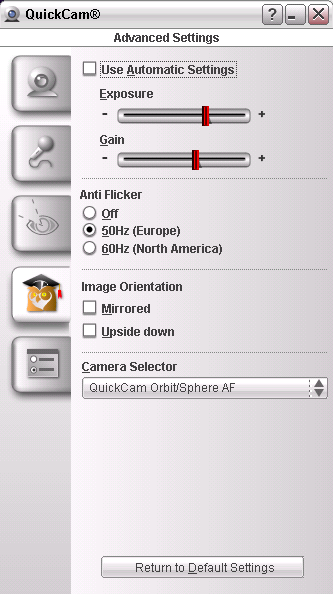 QuickCam®
Advanced Settings
Use Automatic Settings
Exposure
- +
Gain
- +
Anti Flicker
Off
50Hz (Europe)
60Hz (North America)
Image Orientation
Mirrored
Upside down
Camera Selector
QuickCam Orbit/Sphere AF
Return to Default Settings